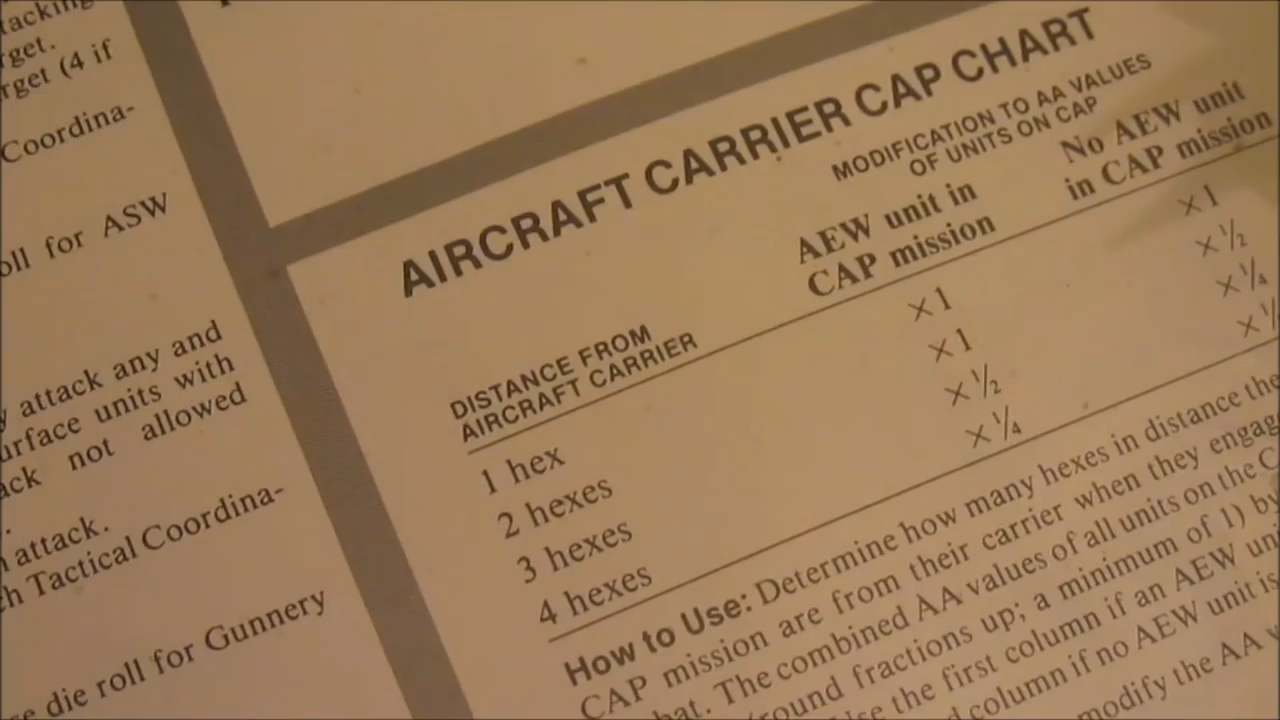 tacking
rget.
rget (4 if
Coordina-
oll for ASW
y attack any and
urface units with
ack not allowed
attack.
ch Tactical Coordina-
se die roll for Gunnery
AIRCRAFT CARRIER CAP CHART
MODIFICATION TO AA VALUES
OF UNITS ON CAP
DISTANCE FROM
AIRCRAFT CARRIER
AEW unit in
CAP mission
No AEW unit
in CAP mission
1 hex ×1 ×1
2 hexes ×1 ×½
3 hexes ×½ ×¼
4 hexes ×¼
How to Use: Determine how many hexes in distance the
CAP mission are from their carrier when they engag
bat. The combined AA values of all units on the C
(round fractions up; a minimum of 1) by
Use the first column if an AEW uni
d column if no AEW unit is
modify the AA